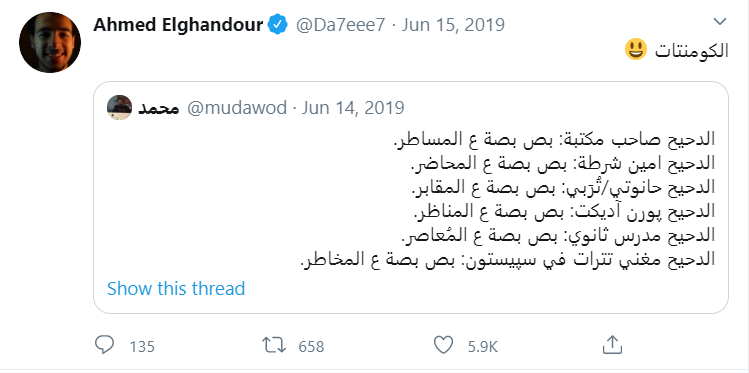 Ahmed Elghandour @Da7eee7 · Jun 15, 2019
الكومنتات 😃
محمد @mudawod · Jun 14, 2019
الدحيح صاحب مكتبة: بص بصة ع المساطر.
الدحيح امين شرطة: بص بصة ع المحاضر.
الدحيح حانوتي/تُرَبي: بص بصة ع المقابر.
الدحيح پورن آديكت: بص بصة ع المناظر.
الدحيح مدرس ثانوي: بص بصة ع المُعاصر.
الدحيح مغني تترات في سپيستون: بص بصة ع المخاطر.
Show this thread
135 658 5.9K